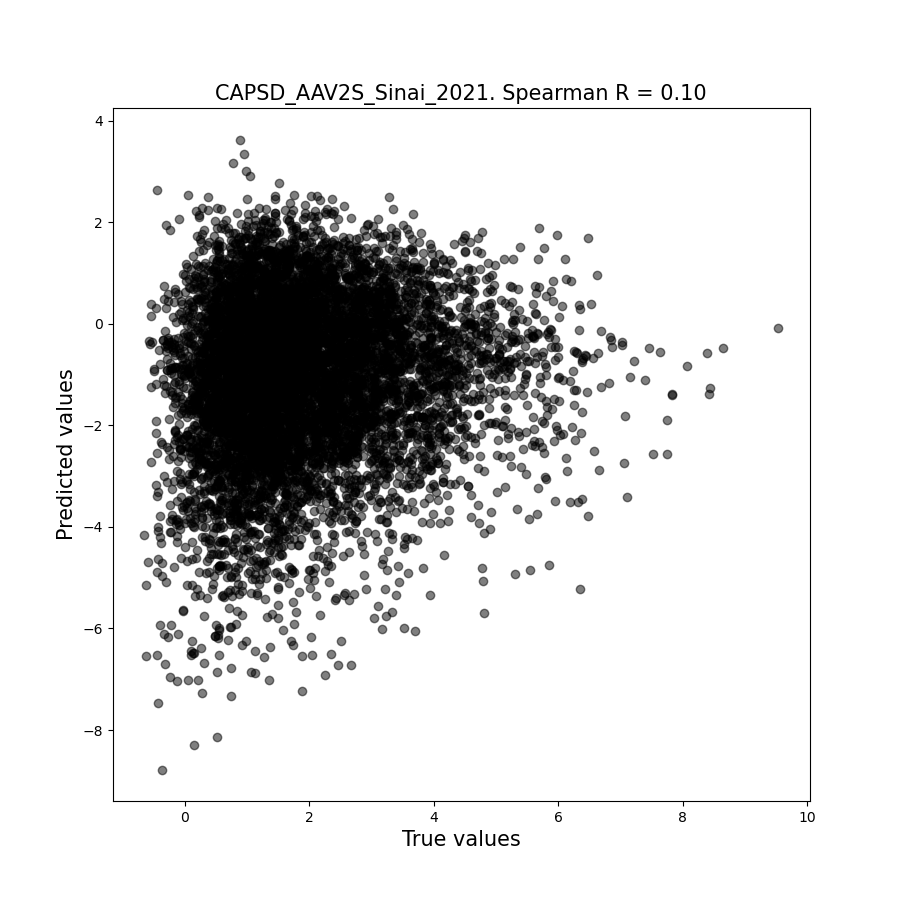 CAPSD_AAV2S_Sinai_2021. Spearman R = 0.10
4
2
0
−2
−4
−6
−8
Predicted values
0 2 4 6 8 10
True values